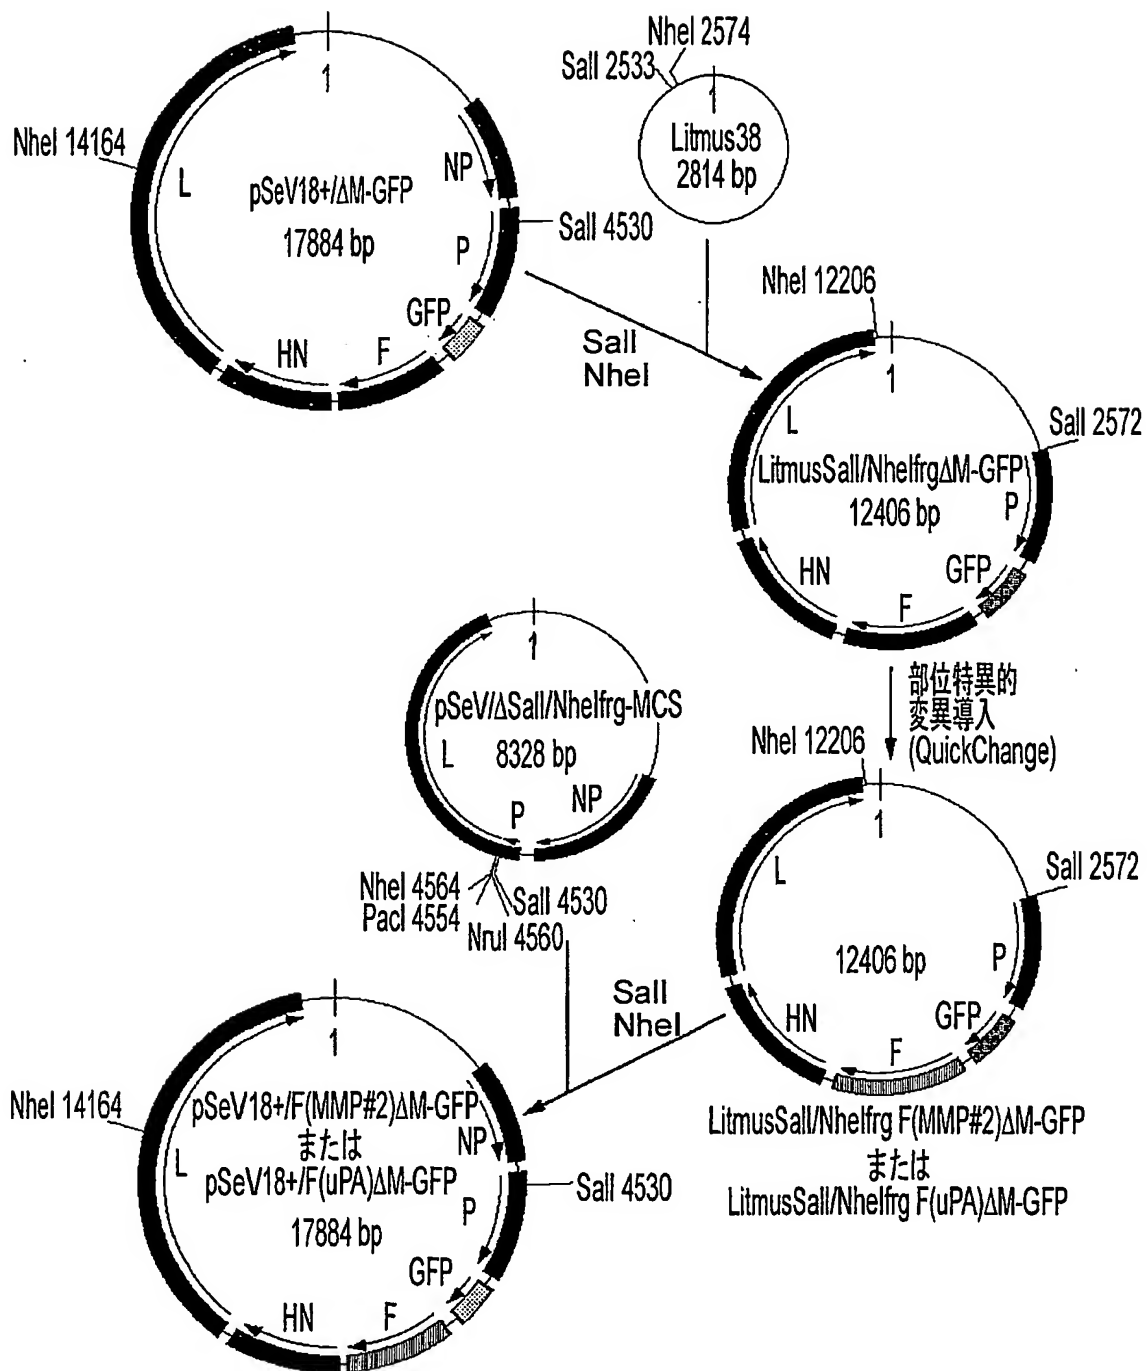 NheI 14164
1
L
NP
pSeV18+/ΔM-GFP
17884 bp
SalI 4530
P
GFP
F
HN
NheI 2574
SalI 2533
1
Litmus38
2814 bp
SalI
NheI
NheI 12206
1
SalI 2572
L
LitmusSalI/NheIfrgΔM-GFP
12406 bp
P
GFP
HN
F
部位特異的
変異導入
(QuickChange)
1
pSeV/ΔSalI/NheIfrg-MCS
8328 bp
L
P
NP
NheI 4564
PacI 4554
SalI 4530
NruI 4560
NheI 12206
1
SalI 2572
L
12406 bp
P
GFP
HN
F
LitmusSalI/NheIfrg F(MMP#2)ΔM-GFP
または
LitmusSalI/NheIfrg F(uPA)ΔM-GFP
SalI
NheI
NheI 14164
1
pSeV18+/F(MMP#2)ΔM-GFP
または
pSeV18+/F(uPA)ΔM-GFP
17884 bp
L
NP
SalI 4530
P
GFP
HN
F